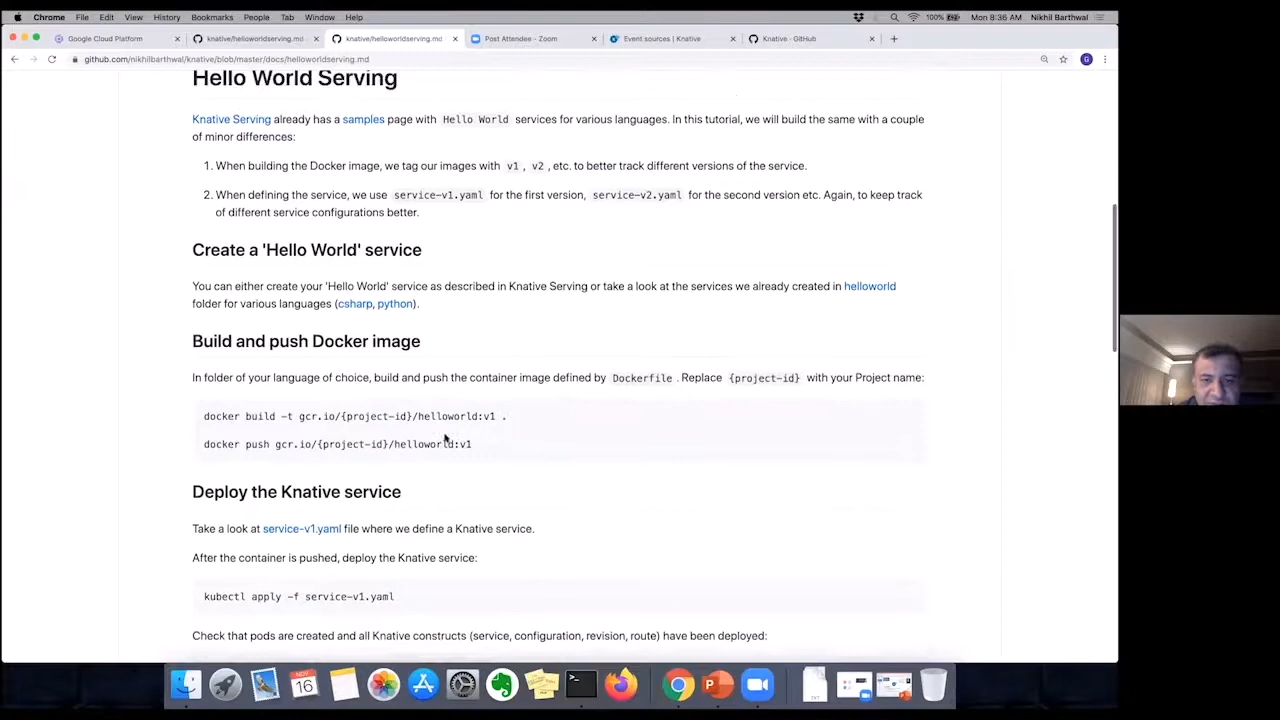 Chrome File Edit View History Bookmarks People Tab Window Help 100% Mon 8:36 AM Nikhil Barthwal
Google Cloud Platform knative/helloworldserving.md knative/helloworldserving.md Post Attendee - Zoom Event sources | Knative Knative · GitHub
github.com/nikhilbarthwal/knative/blob/master/docs/helloworldserving.md G
Hello World Serving
Knative Serving already has a samples page with Hello World services for various languages. In this tutorial, we will build the same with a couple
of minor differences:
1. When building the Docker image, we tag our images with v1 , v2 , etc. to better track different versions of the service.
2. When defining the service, we use service-v1.yaml for the first version, service-v2.yaml for the second version etc. Again, to keep track
of different service configurations better.
Create a 'Hello World' service
You can either create your 'Hello World' service as described in Knative Serving or take a look at the services we already created in helloworld
folder for various languages (csharp, python).
Build and push Docker image
In folder of your language of choice, build and push the container image defined by Dockerfile . Replace {project-id} with your Project name:
docker build -t gcr.io/{project-id}/helloworld:v1 .
docker push gcr.io/{project-id}/helloworld:v1
Deploy the Knative service
Take a look at service-v1.yaml file where we define a Knative service.
After the container is pushed, deploy the Knative service:
kubectl apply -f service-v1.yaml
Check that pods are created and all Knative constructs (service, configuration, revision, route) have been deployed:
NOV
16